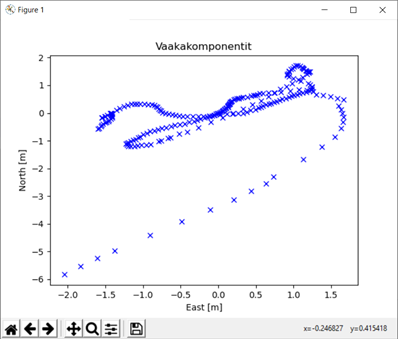 Figure 1
Vaakakomponentit
2
1
0
−1
−2
−3
−4
−5
−6
North [m]
−2.0 −1.5 −1.0 −0.5 0.0 0.5 1.0 1.5
East [m]
x=-0.246827 y=0.415418